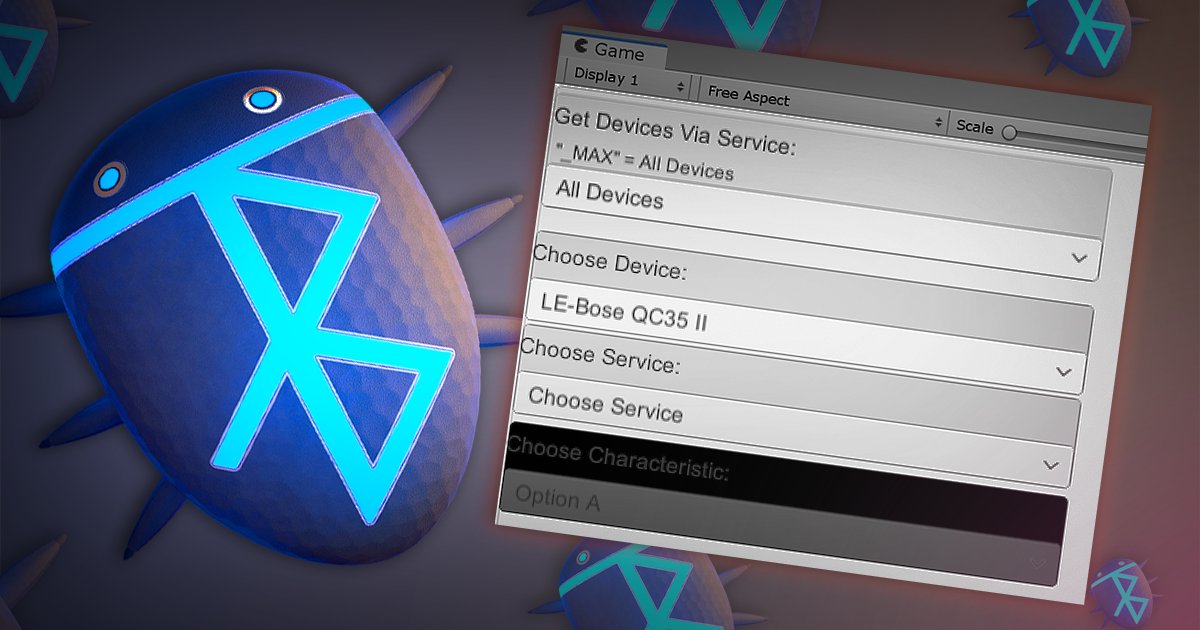 Game
Display 1
Free Aspect
Scale
Get Devices Via Service:
"_MAX" = All Devices
All Devices
Choose Device:
LE-Bose QC35 II
Choose Service:
Choose Service
Choose Characteristic:
Option A